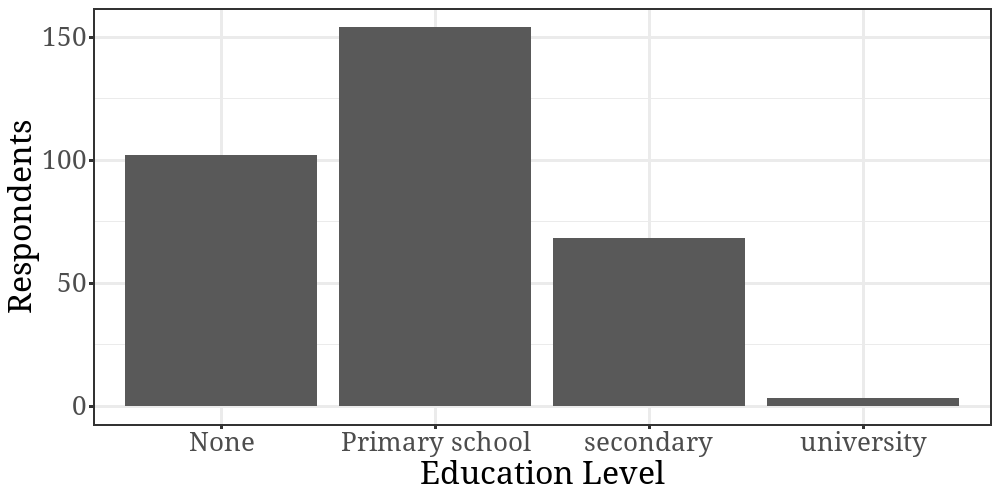 Respondents
150
100
50
0
None
Primary school
secondary
university
Education Level